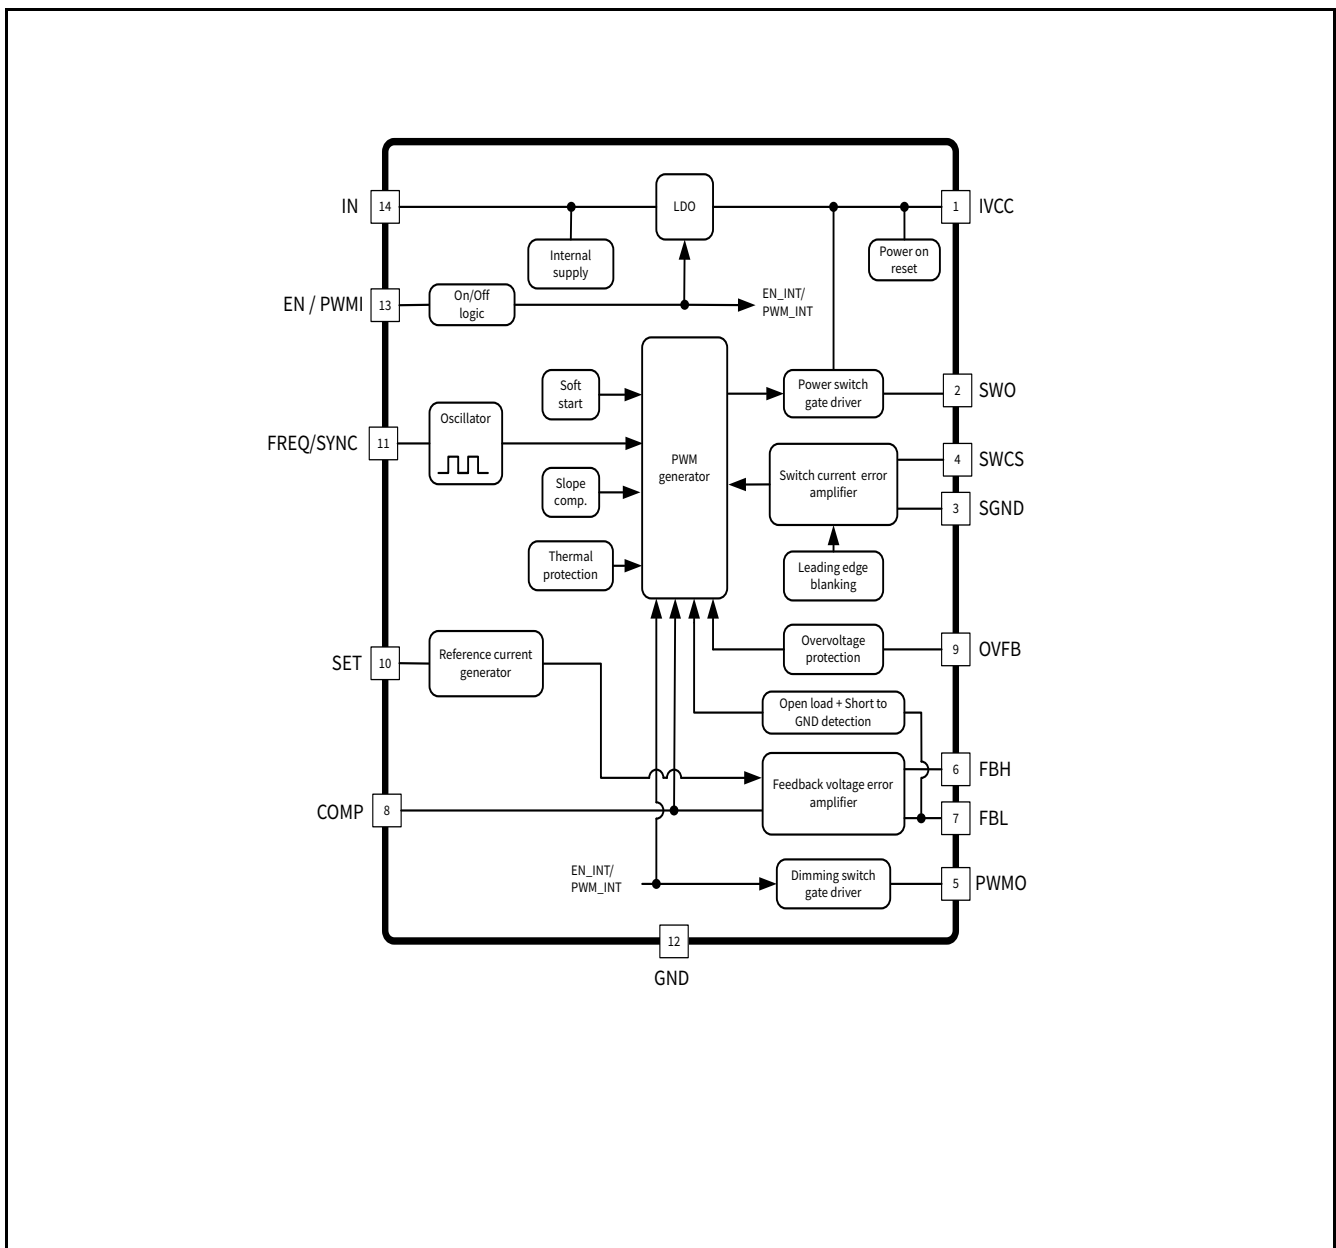 IN
14
LDO
1
IVCC
Internal
supply
Power on
reset
EN / PWMI
13
On/Off
logic
EN_INT/
PWM_INT
Soft
start
Power switch
gate driver
2
SWO
FREQ/SYNC
11
Oscillator
PWM
generator
Switch current error
amplifier
4
SWCS
3
SGND
Slope
comp.
Thermal
protection
Leading edge
blanking
SET
10
Reference current
generator
Overvoltage
protection
9
OVFB
Open load + Short to
GND detection
Feedback voltage error
amplifier
6
FBH
7
FBL
COMP
8
EN_INT/
PWM_INT
Dimming switch
gate driver
5
PWMO
12
GND